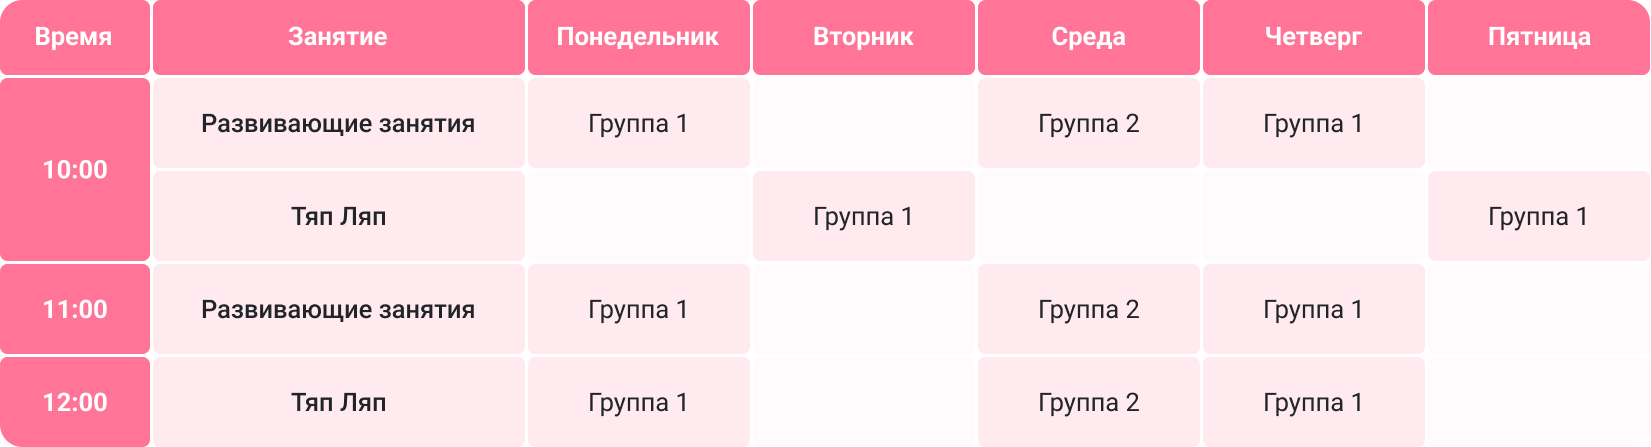 Время Занятие Понедельник Вторник Среда Четверг Пятница
10:00
Развивающие занятия Группа 1 Группа 2 Группа 1
Тяп Ляп Группа 1 Группа 1
11:00 Развивающие занятия Группа 1 Группа 2 Группа 1
12:00 Тяп Ляп Группа 1 Группа 2 Группа 1